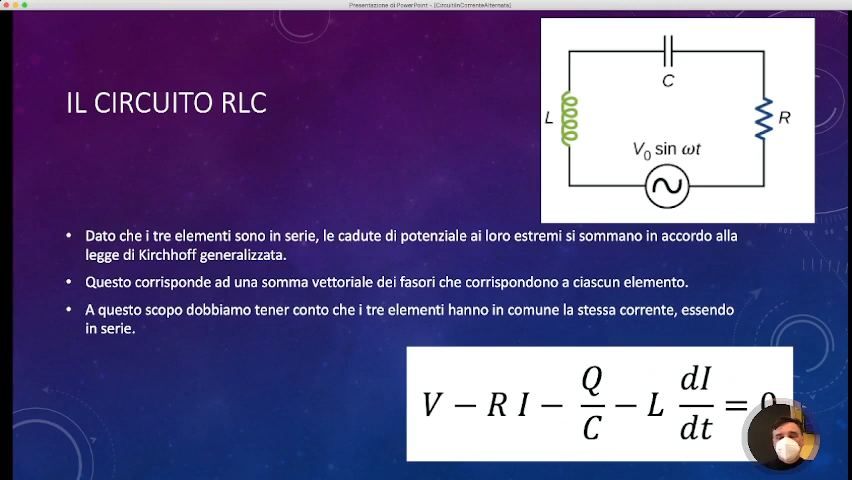 Presentazione di PowerPoint - [CircuitiInCorrenteAlternata]
IL CIRCUITO RLC
C
L
R
V₀ sin ωt
• Dato che i tre elementi sono in serie, le cadute di potenziale ai loro estremi si sommano in accordo alla
legge di Kirchhoff generalizzata.
• Questo corrisponde ad una somma vettoriale dei fasori che corrispondono a ciascun elemento.
• A questo scopo dobbiamo tener conto che i tre elementi hanno in comune la stessa corrente, essendo
in serie.
V − R I − Q/C − L dI/dt = 0